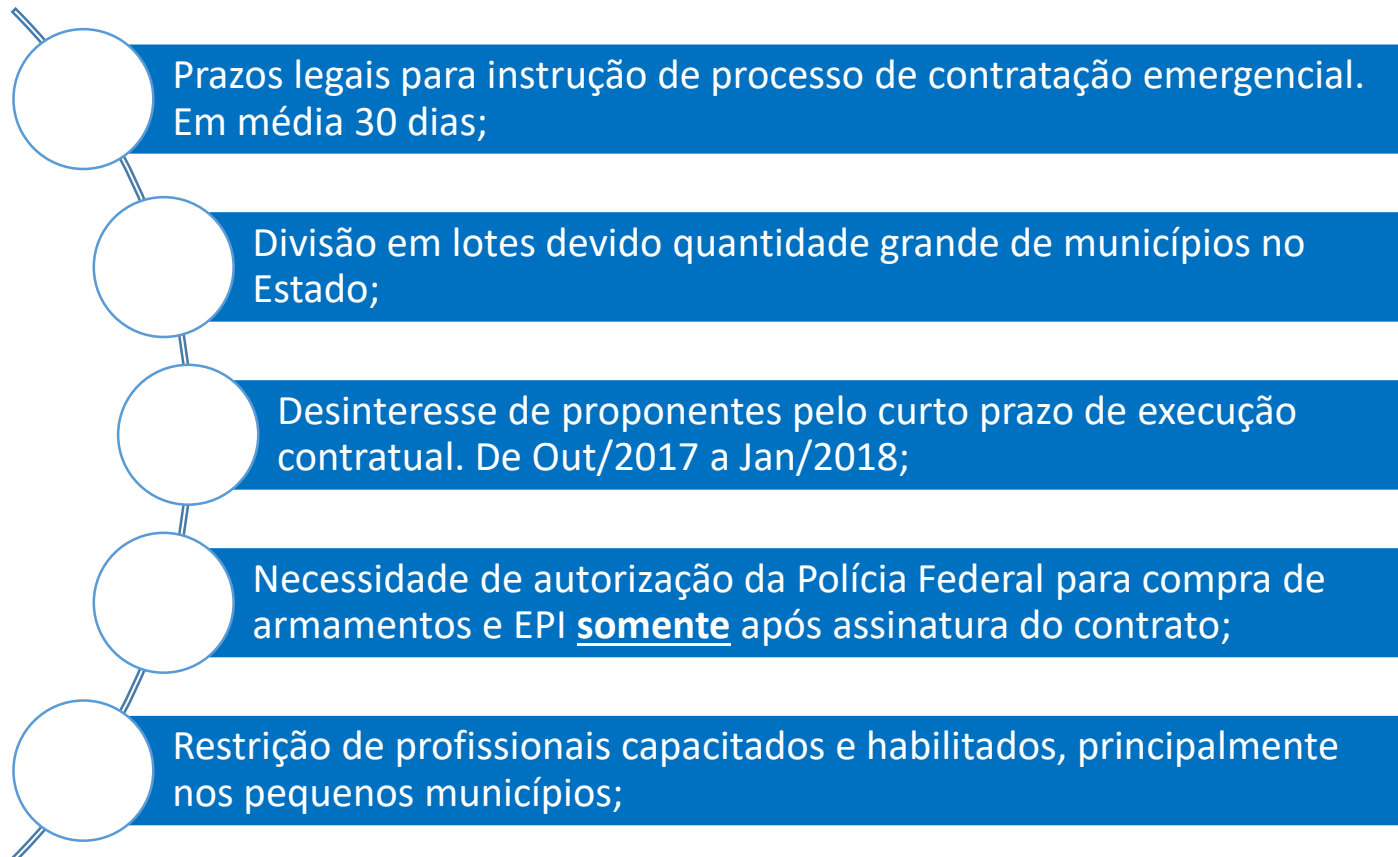 Prazos legais para instrução de processo de contratação emergencial.
Em média 30 dias;
Divisão em lotes devido quantidade grande de municípios no
Estado;
Desinteresse de proponentes pelo curto prazo de execução
contratual. De Out/2017 a Jan/2018;
Necessidade de autorização da Polícia Federal para compra de
armamentos e EPI somente após assinatura do contrato;
Restrição de profissionais capacitados e habilitados, principalmente
nos pequenos municípios;